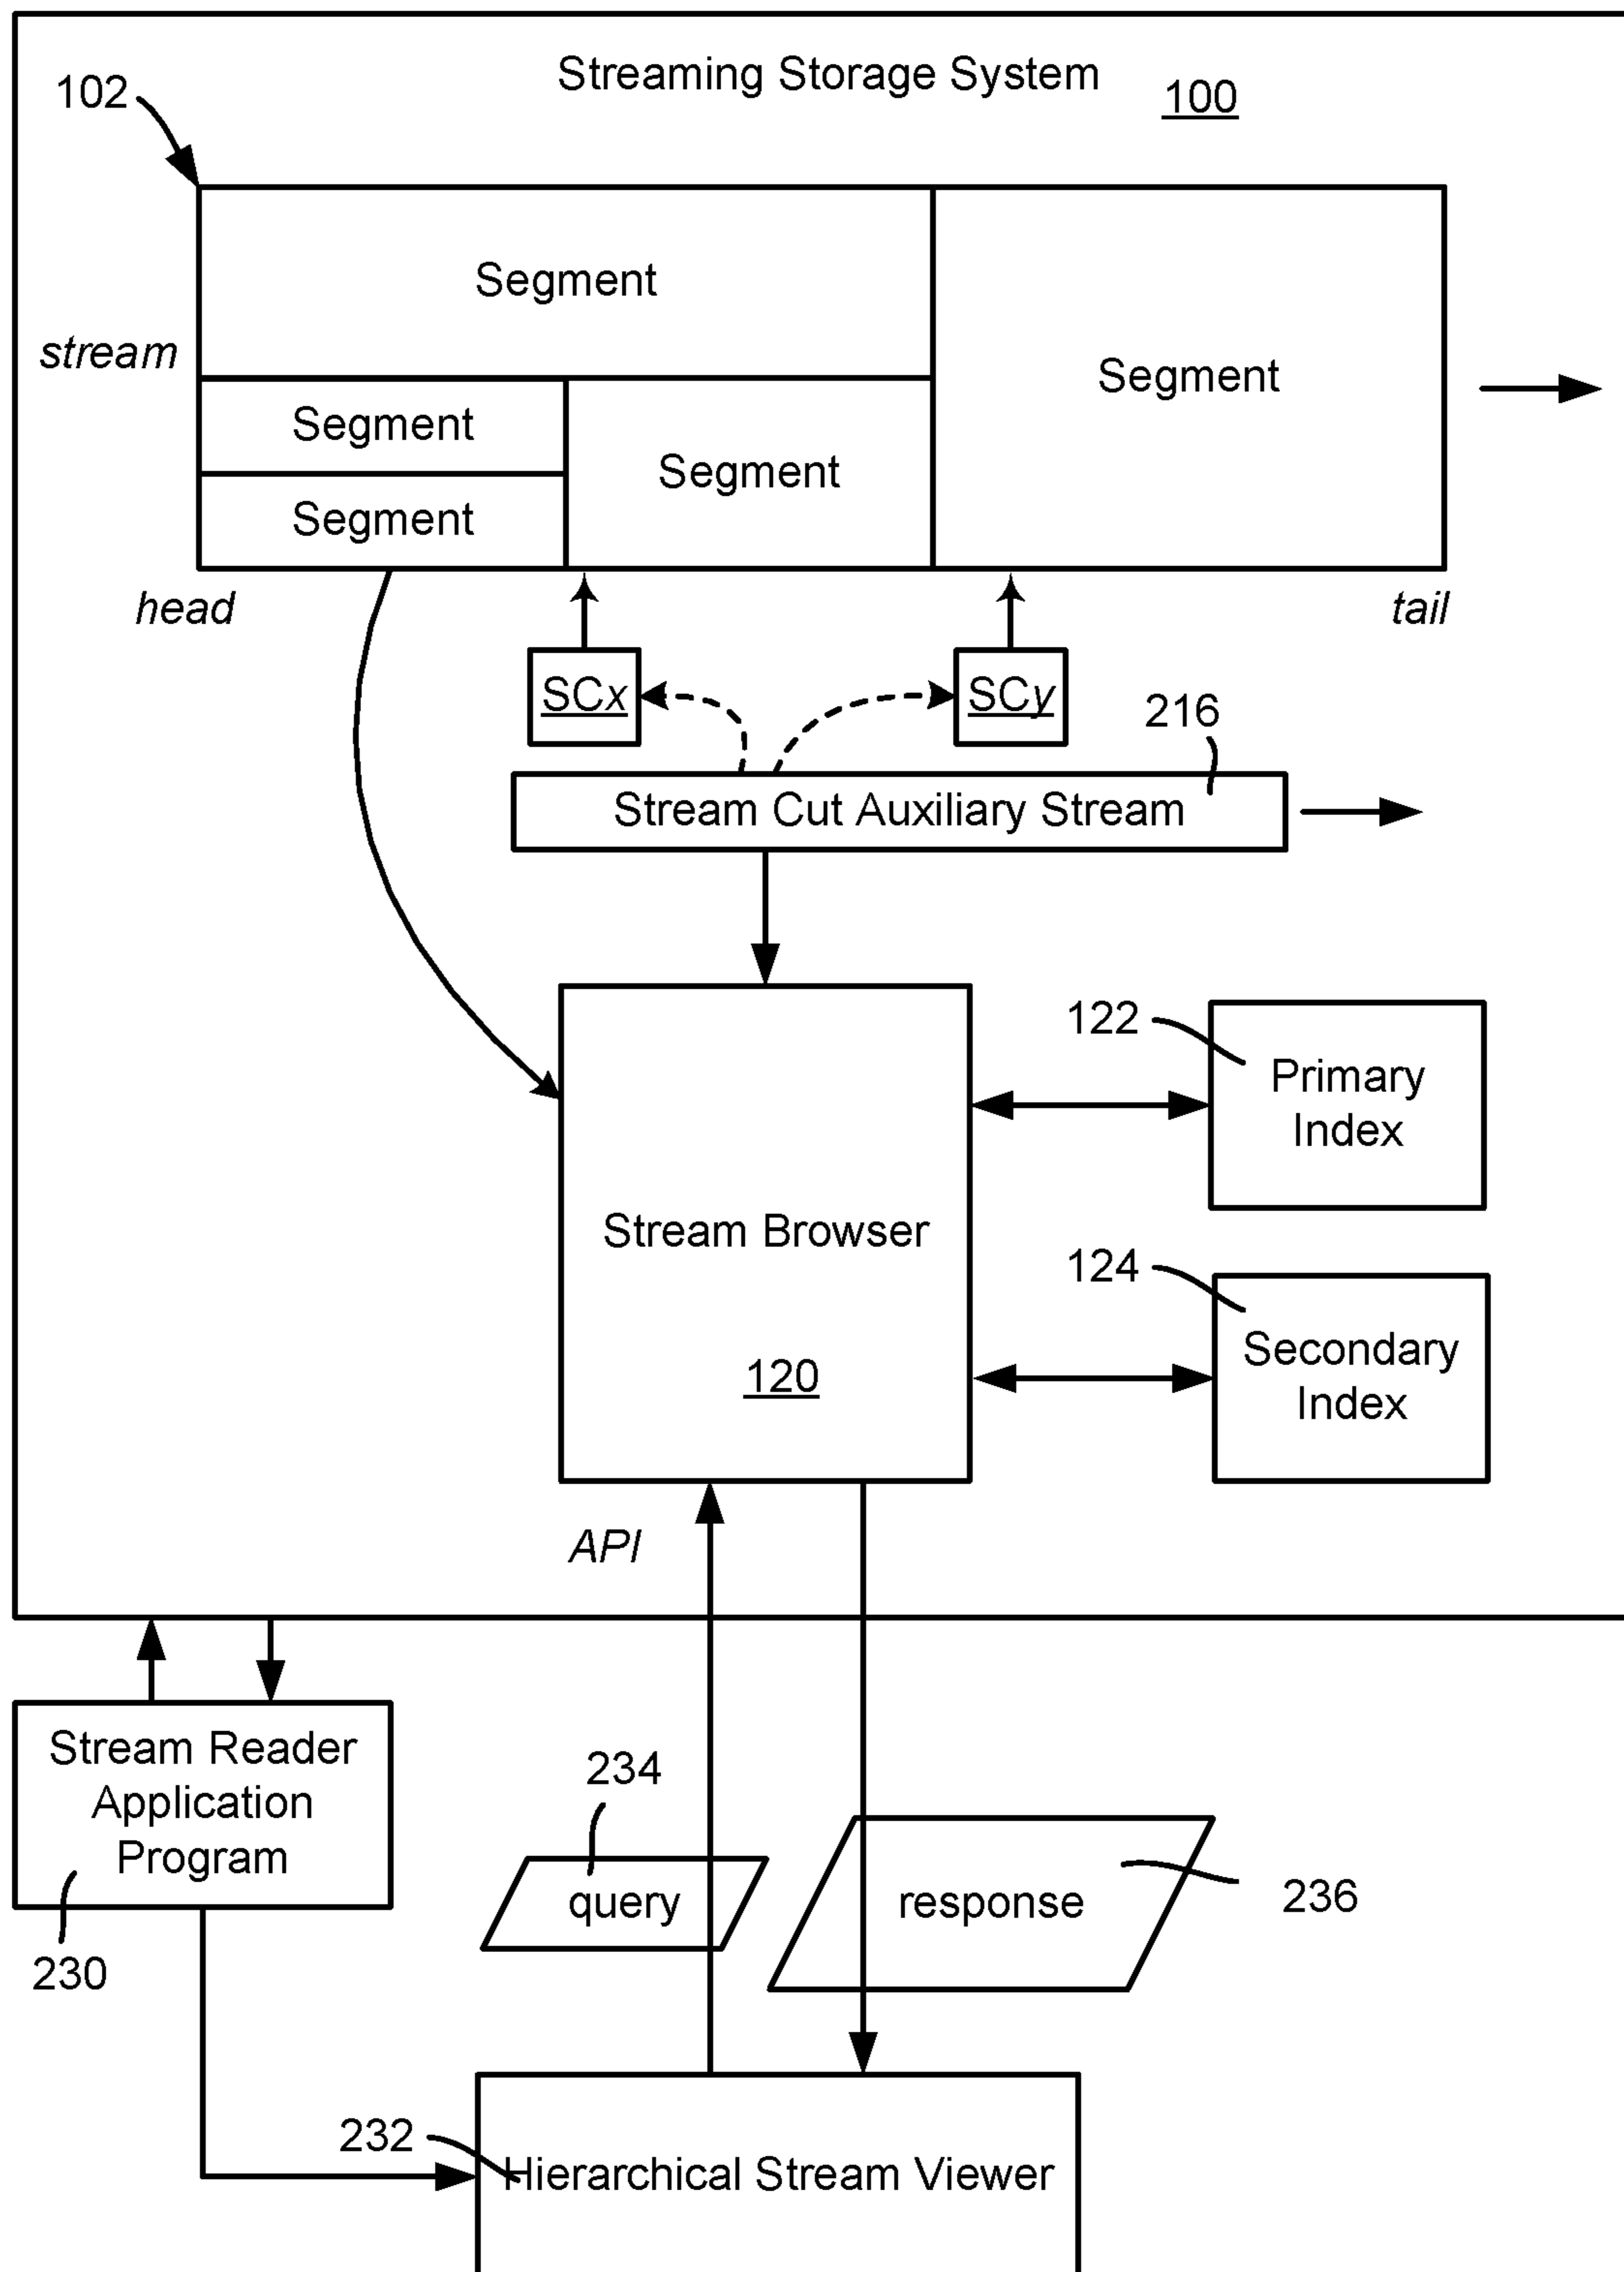 Streaming Storage System
100
102
Segment
stream
Segment
Segment
Segment
Segment
head
tail
SCx
SCy
216
Stream Cut Auxiliary Stream
122
Primary
Index
Stream Browser
120
124
Secondary
Index
API
Stream Reader
Application
Program
230
234
query
response
236
232
Hierarchical Stream Viewer